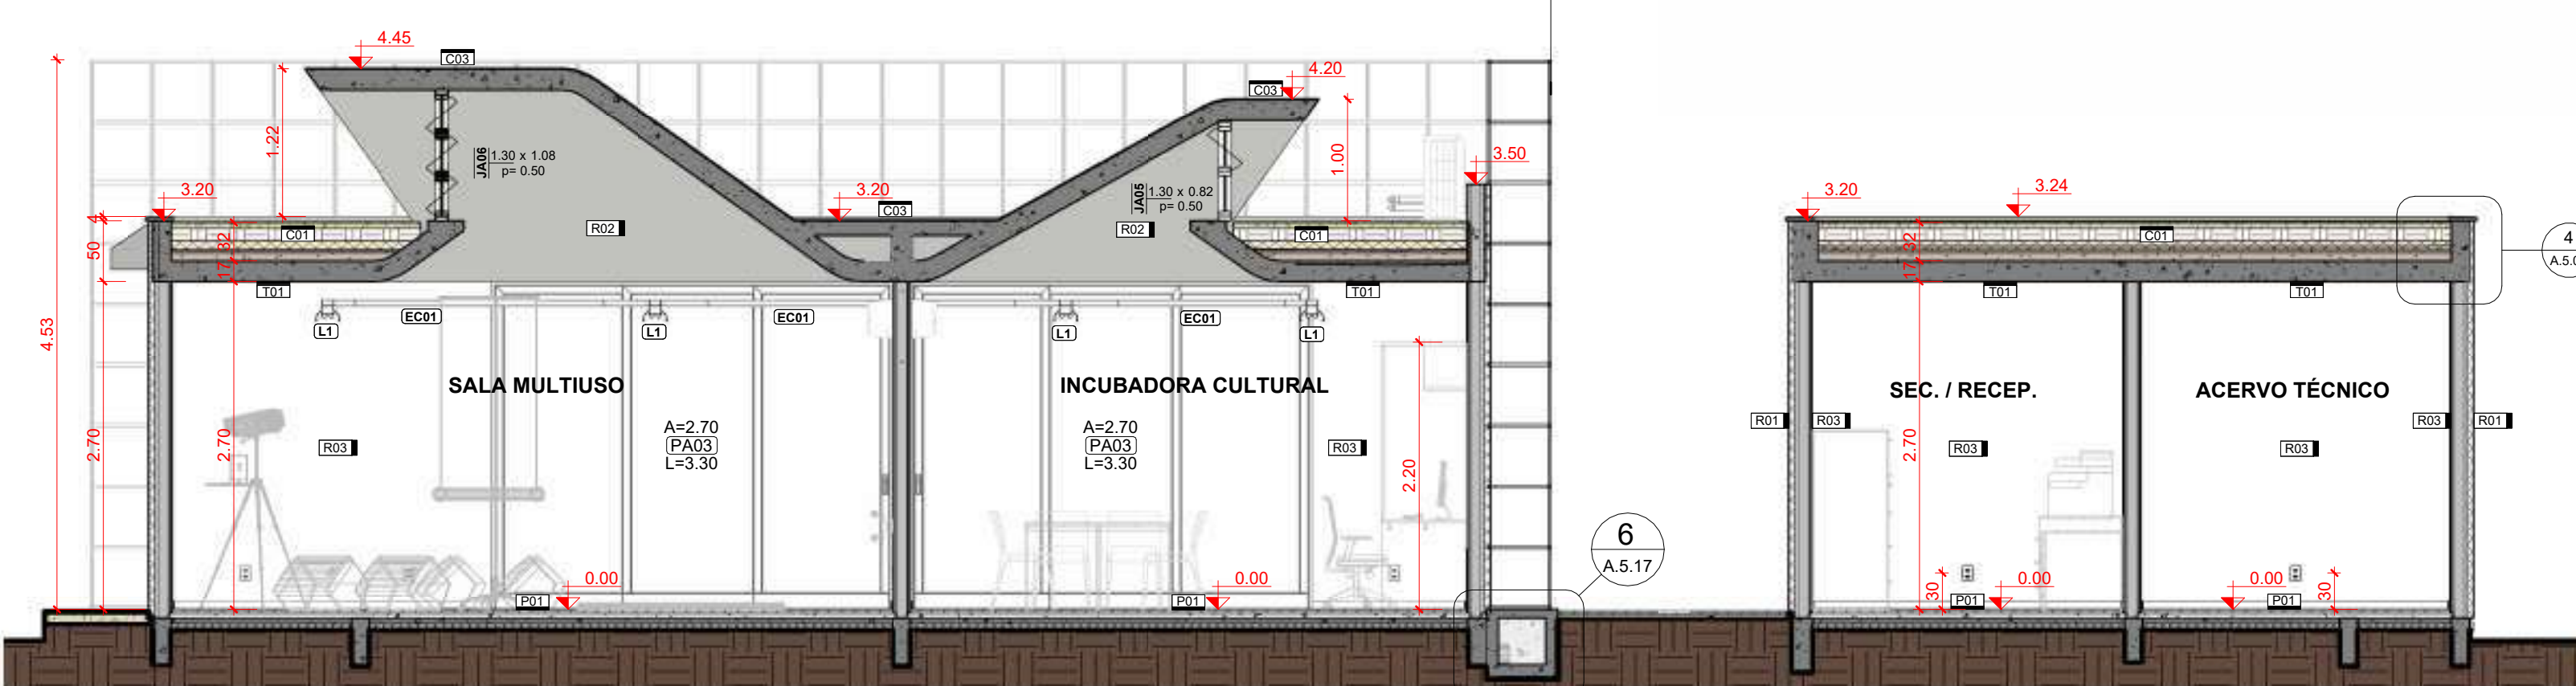 4.45
C03
4.20
C03
1.22
JA06 1.30 x 1.08
p= 0.50
1.00
3.50
3.20
JA05 1.30 x 0.82
p= 0.50
3.20
C03
3.20
3.24
4
50
C01
32
17
R02
R02
C01
C01
32
17
4
T01
T01
T01
T01
EC01
EC01
EC01
L1
L1
L1
L1
4.53
SALA MULTIUSO
INCUBADORA CULTURAL
SEC. / RECEP.
ACERVO TÉCNICO
2.70
2.70
R03
A=2.70
PA03
L=3.30
A=2.70
PA03
L=3.30
R03
2.20
R01
R03
2.70
R03
R03
R03
R01
6
A.5.17
0.00
P01
0.00
P01
30
0.00
P01
0.00
P01
30